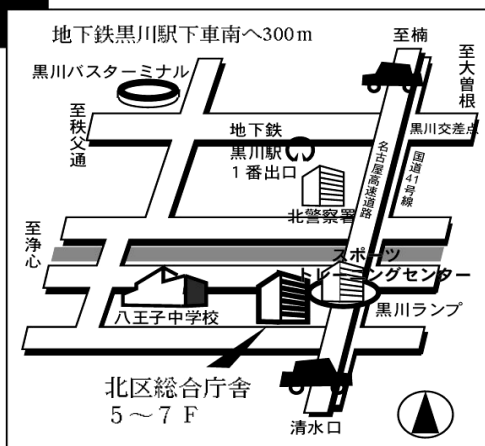 地下鉄黒川駅下車南へ300m
至楠
至大曽根
黒川バスターミナル
至秩父通
地下鉄
黒川駅
1番出口
黒川交差点
名古屋高速道路
国道41号線
北警察署
至浄心
スポーツ
トレーニングセンター
黒川ランプ
八王子中学校
北区総合庁舎
5～7F
清水口